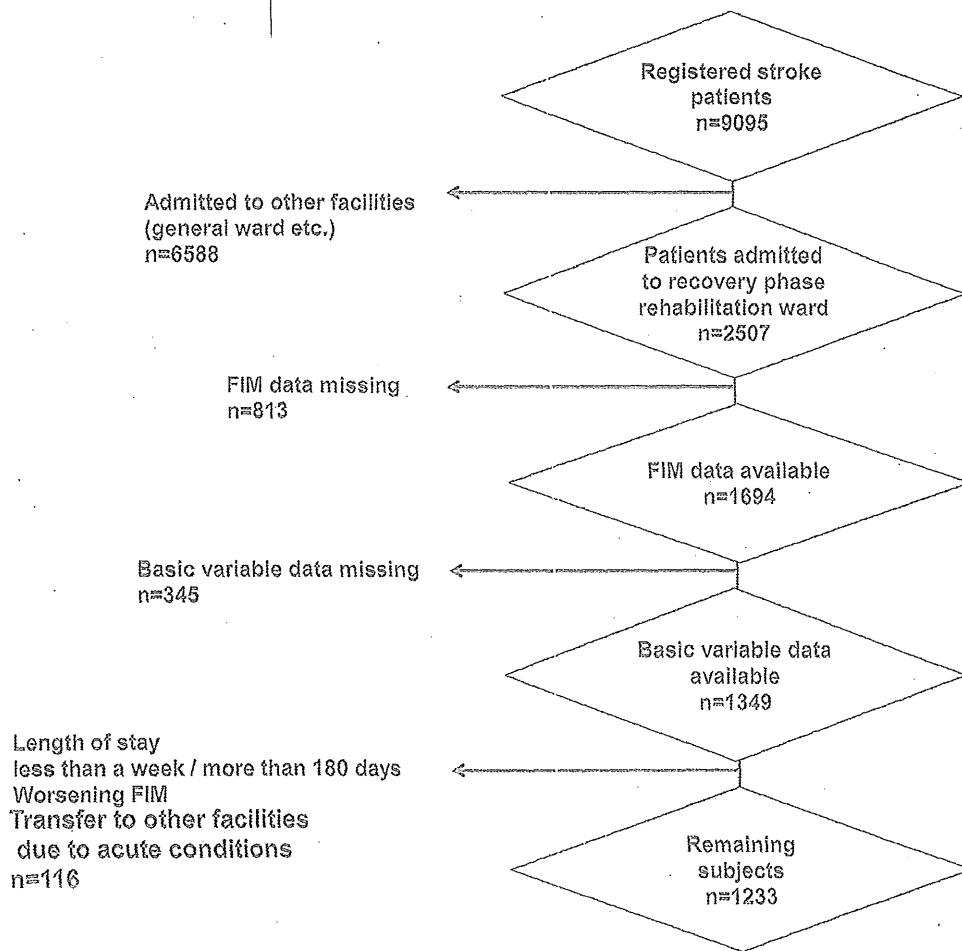 Registered stroke
patients
n=9095
Admitted to other facilities
(general ward etc.)
n=6588
Patients admitted
to recovery phase
rehabilitation ward
n=2507
FIM data missing
n=813
FIM data available
n=1694
Basic variable data missing
n=345
Basic variable data
available
n=1349
Length of stay
less than a week / more than 180 days
Worsening FIM
Transfer to other facilities
due to acute conditions
n=116
Remaining
subjects
n=1233